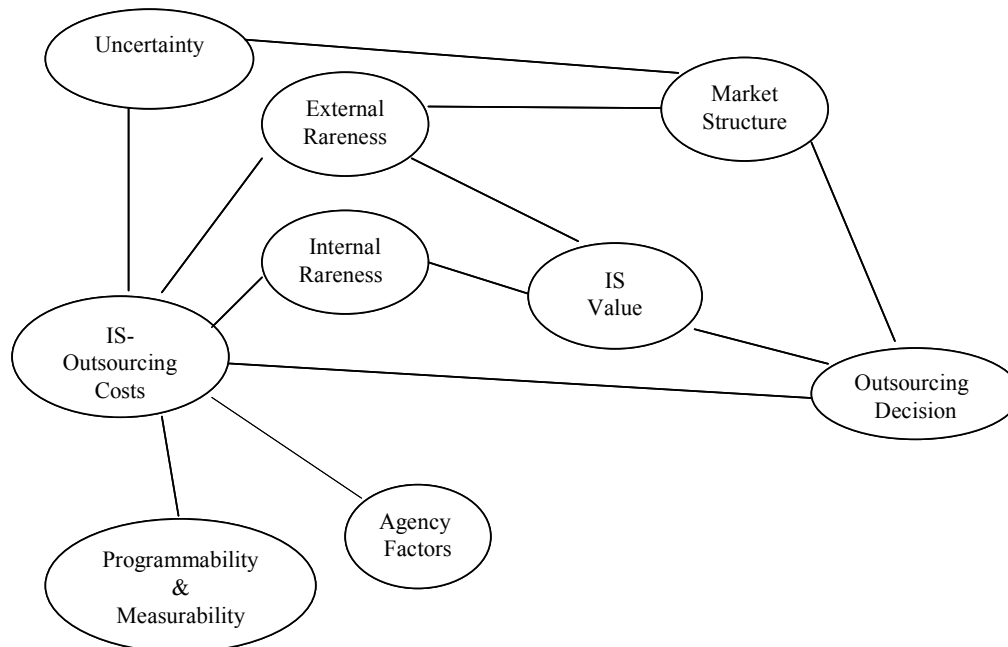 Uncertainty
External
Rareness
Market
Structure
Internal
Rareness
IS
Value
IS-
Outsourcing
Costs
Outsourcing
Decision
Agency
Factors
Programmability
&
Measurability